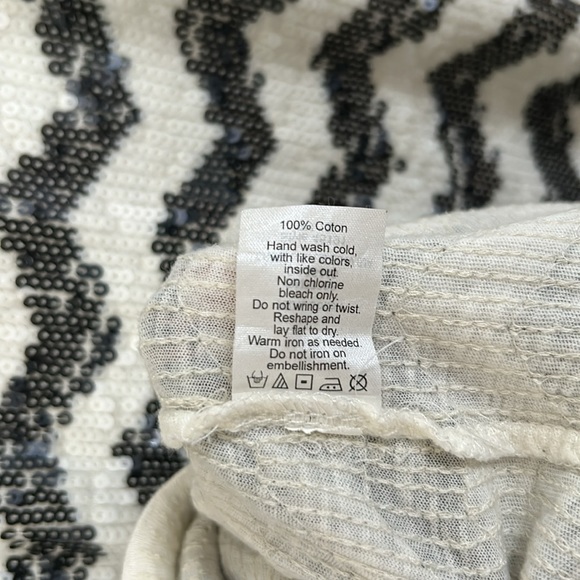 100% Coton
Hand wash cold,
with like colors,
inside out.
Non chlorine
bleach only.
Do not wring or twist.
Reshape and
lay flat to dry.
Warm iron as needed.
Do not iron on
embellishment.